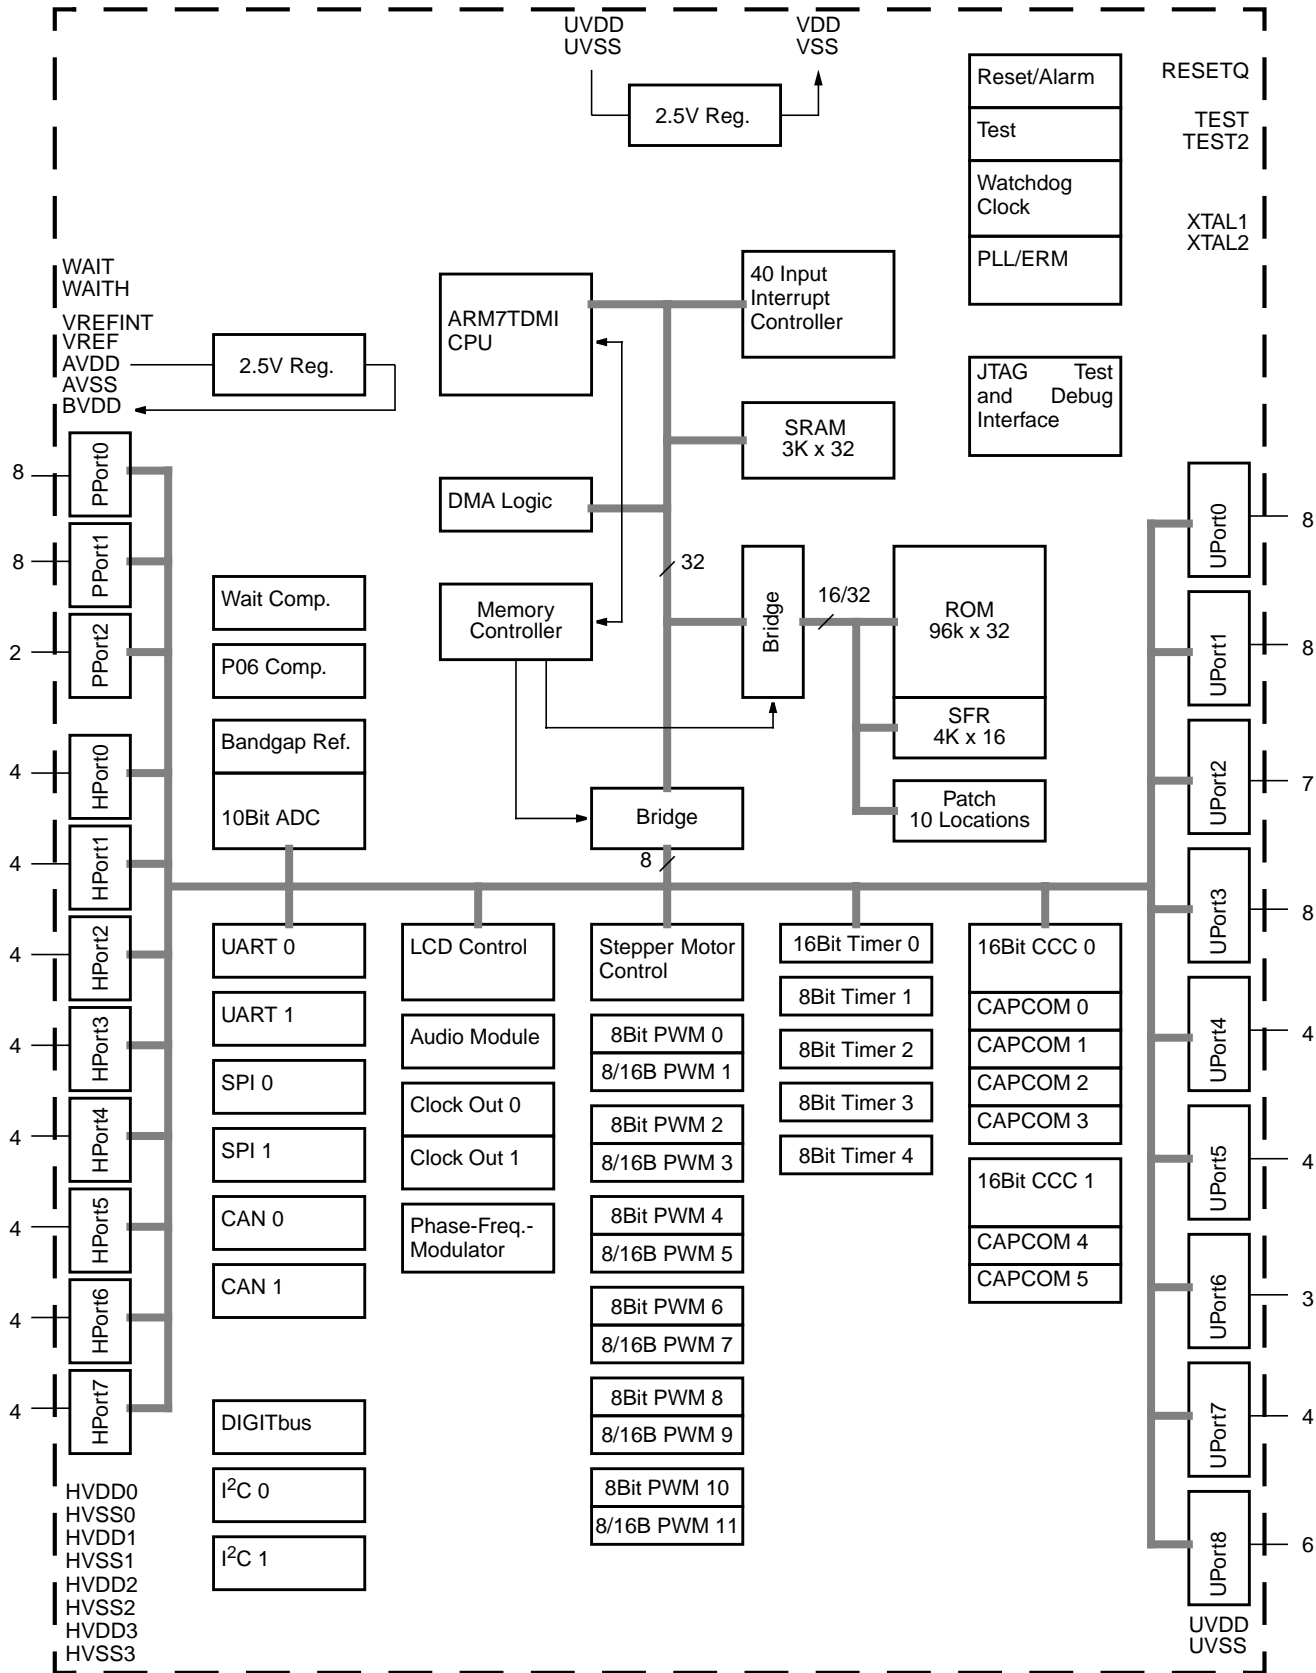 UVDD
UVSS
VDD
VSS
2.5V Reg.
Reset/Alarm
Test
Watchdog
Clock
PLL/ERM
RESETQ
TEST
TEST2
XTAL1
XTAL2
WAIT
WAITH
VREFINT
VREF
AVDD
AVSS
BVDD
2.5V Reg.
ARM7TDMI
CPU
40 Input
Interrupt
Controller
JTAG Test
and Debug
Interface
SRAM
3K x 32
DMA Logic
32
Memory
Controller
Bridge
16/32
ROM
96k x 32
SFR
4K x 16
Patch
10 Locations
Bridge
8
Wait Comp.
P06 Comp.
Bandgap Ref.
10Bit ADC
8
PPort0
8
PPort1
2
PPort2
4
HPort0
4
HPort1
4
HPort2
4
HPort3
4
HPort4
4
HPort5
4
HPort6
4
HPort7
HVDD0
HVSS0
HVDD1
HVSS1
HVDD2
HVSS2
HVDD3
HVSS3
UART 0
UART 1
SPI 0
SPI 1
CAN 0
CAN 1
DIGITbus
I²C 0
I²C 1
LCD Control
Audio Module
Clock Out 0
Clock Out 1
Phase-Freq.-
Modulator
Stepper Motor
Control
8Bit PWM 0
8/16B PWM 1
8Bit PWM 2
8/16B PWM 3
8Bit PWM 4
8/16B PWM 5
8Bit PWM 6
8/16B PWM 7
8Bit PWM 8
8/16B PWM 9
8Bit PWM 10
8/16B PWM 11
16Bit Timer 0
8Bit Timer 1
8Bit Timer 2
8Bit Timer 3
8Bit Timer 4
16Bit CCC 0
CAPCOM 0
CAPCOM 1
CAPCOM 2
CAPCOM 3
16Bit CCC 1
CAPCOM 4
CAPCOM 5
UPort0
8
UPort1
8
UPort2
7
UPort3
8
UPort4
4
UPort5
4
UPort6
3
UPort7
4
UPort8
6
UVDD
UVSS